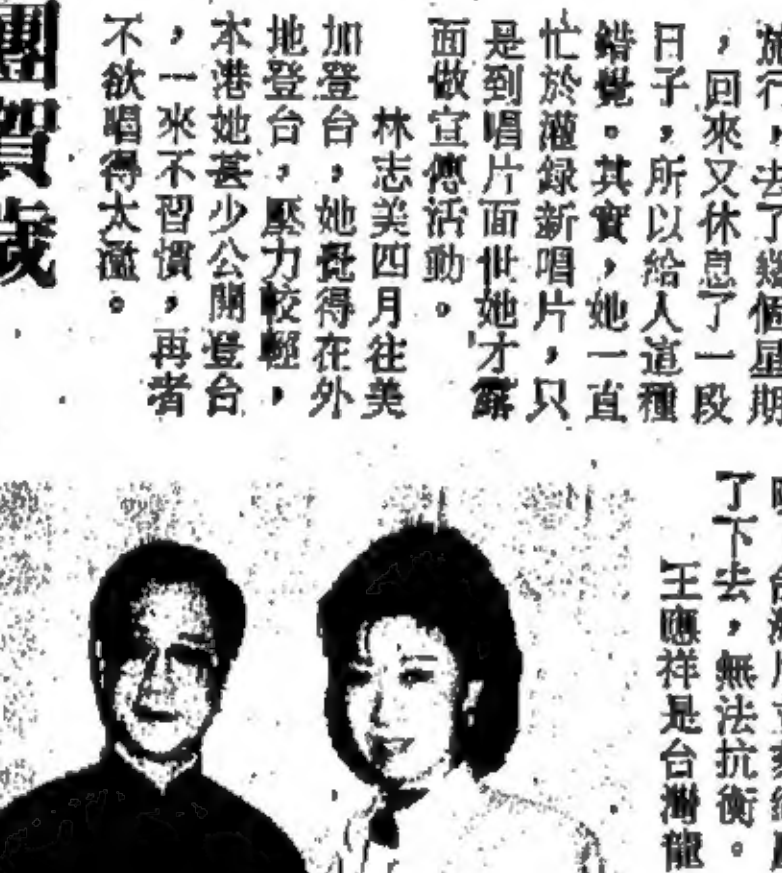 旅行，去了幾個星期
，回來又休息了一段
日子，所以給人這種
錯覺。其實，她一直
忙於灌録新唱片，只
是到唱片面世她才露
面做宣傳活動。
林志美四月往美
加登台，她覺得在外
地登台，壓力較輕，
本港她甚少公開登台
，一來不習慣，再者
不欲唱得太濫。
團賀歲
了下去，無法抗衡。
王應祥是台灣龍